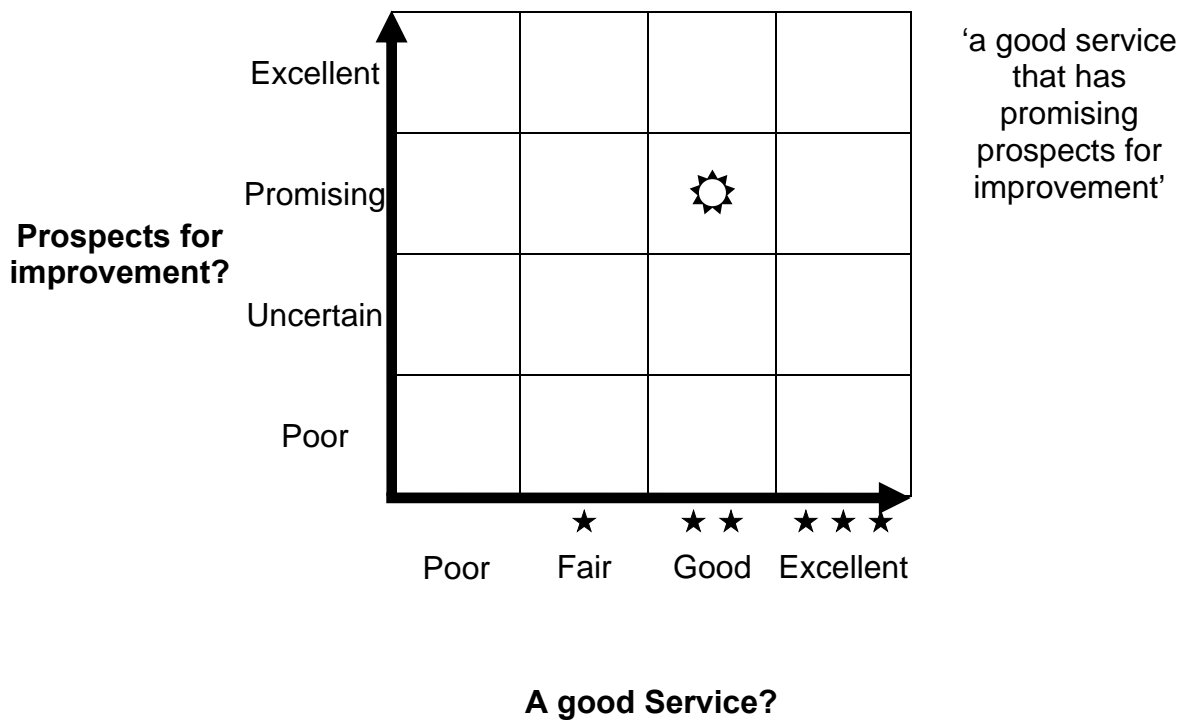 ‘a good service
that has
promising
prospects for
improvement’
Excellent
Promising
Prospects for
improvement?
Uncertain
Poor
Poor Fair Good Excellent
A good Service?